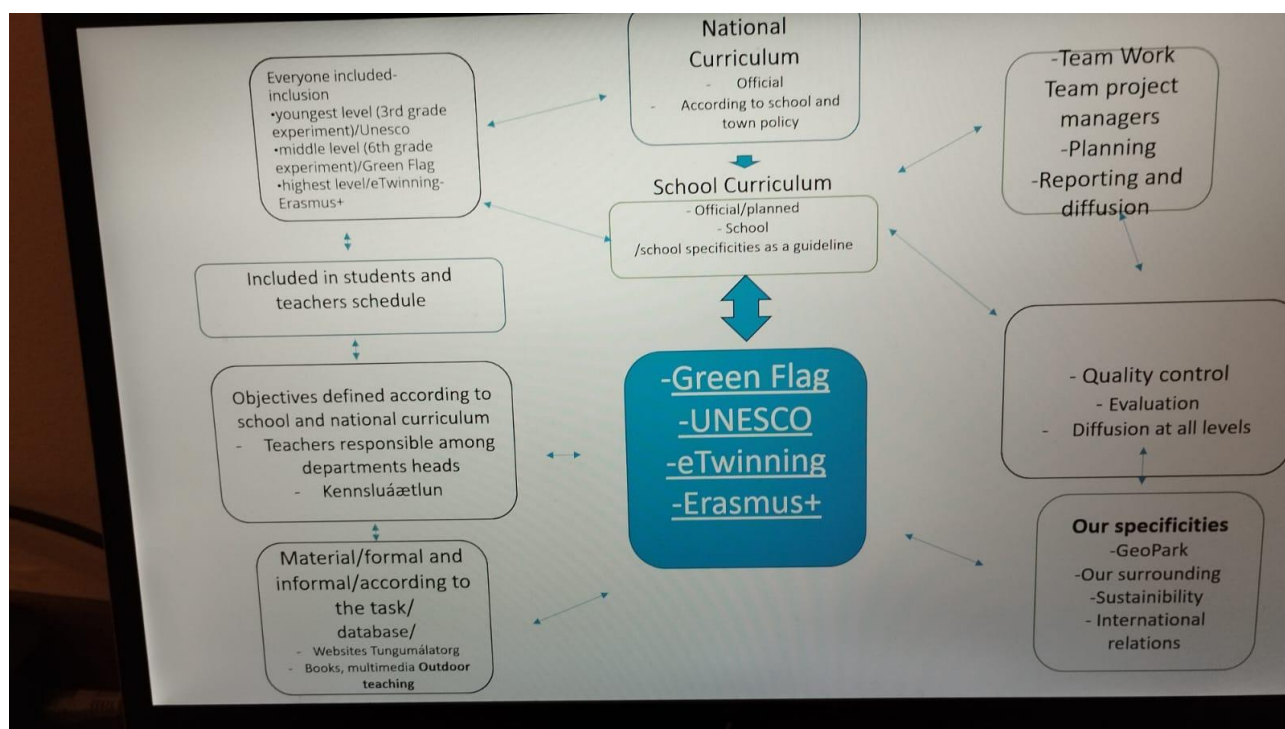 Everyone included-
inclusion
•youngest level (3rd grade
experiment)/Unesco
•middle level (6th grade
experiment)/Green Flag
•highest level/eTwinning-
Erasmus+
Included in students and
teachers schedule
Objectives defined according to
school and national curriculum
- Teachers responsible among
departments heads
- Kennsluáætlun
Material/formal and
informal/according to
the task/
database/
- Websites Tungumálatorg
- Books, multimedia Outdoor
teaching
National
Curriculum
- Official
- According to school and
town policy
School Curriculum
- Official/planned
- School
/school specificities as a guideline
-Green Flag
-UNESCO
-eTwinning
-Erasmus+
-Team Work
Team project
managers
-Planning
-Reporting and
diffusion
- Quality control
- Evaluation
- Diffusion at all levels
Our specificities
-GeoPark
-Our surrounding
-Sustainibility
- International
relations